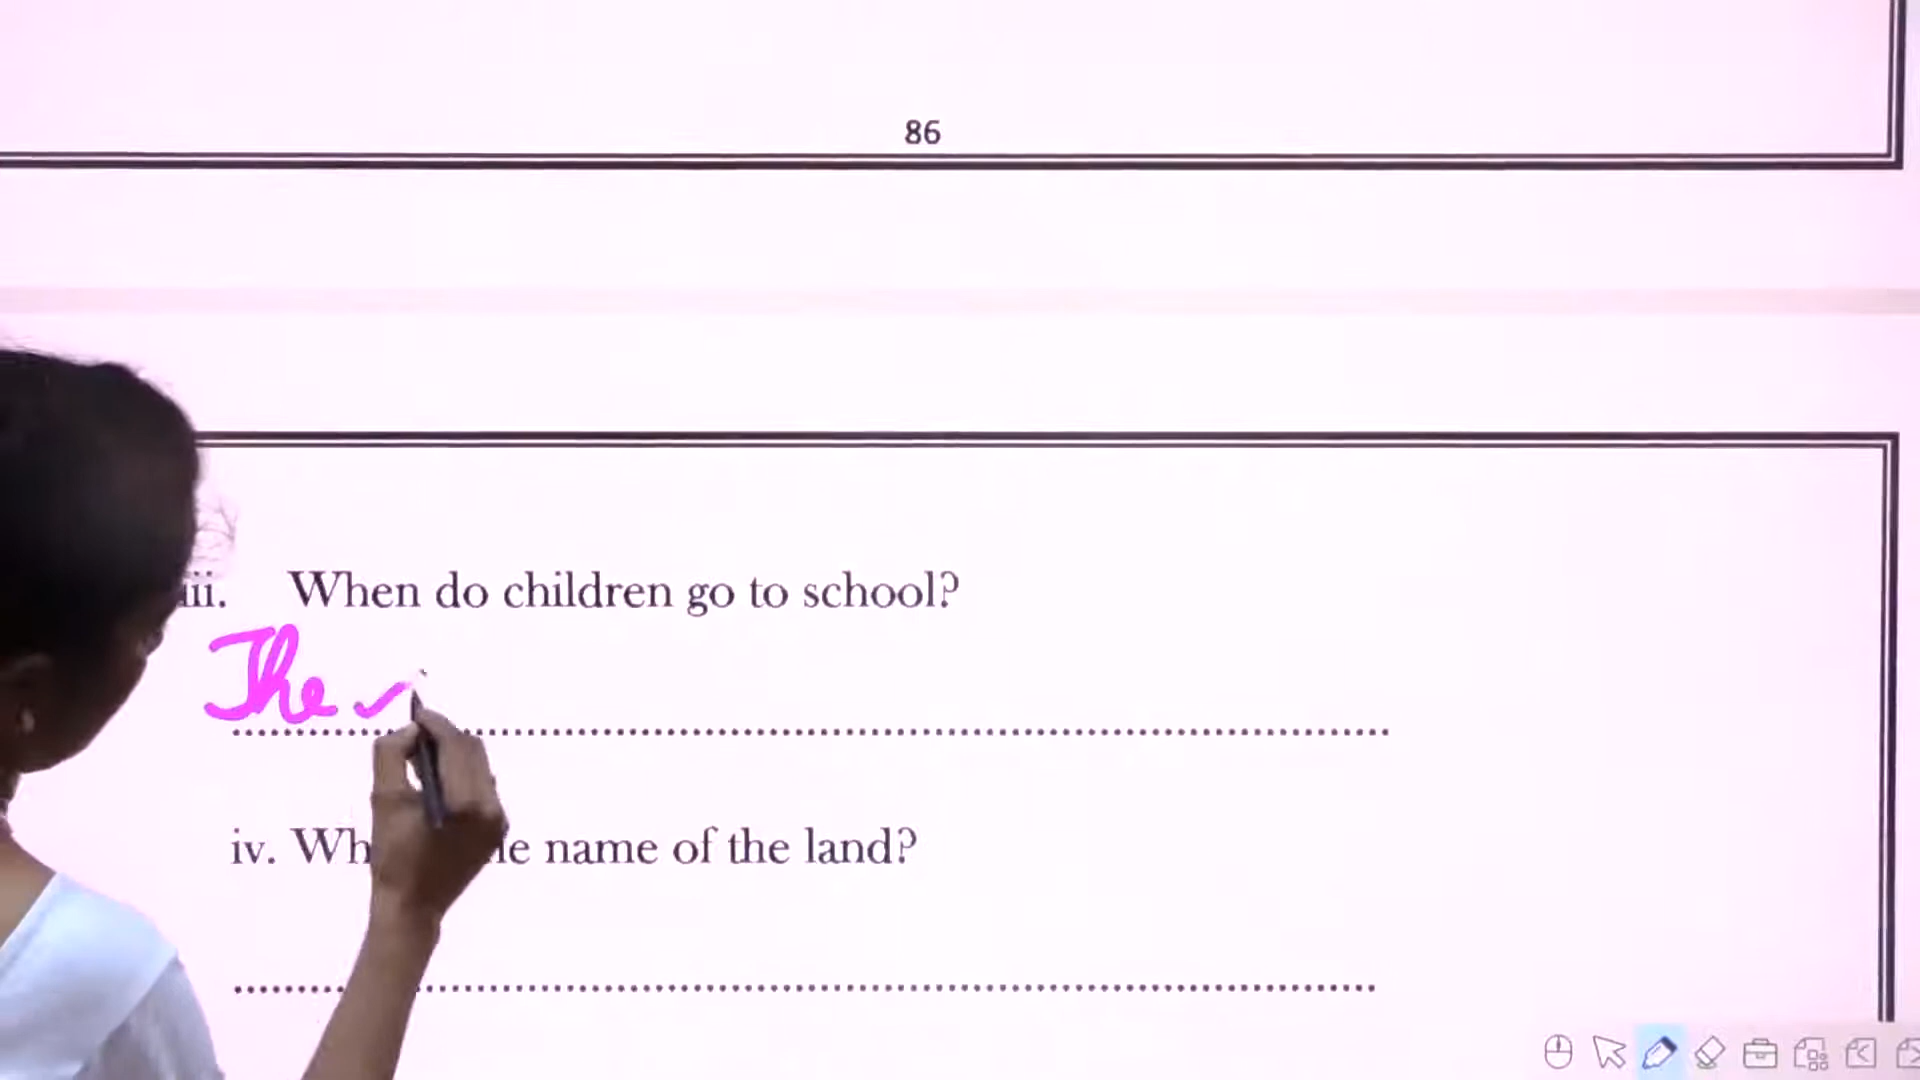 86
iii. When do children go to school?
The
iv. Wh name of the land?